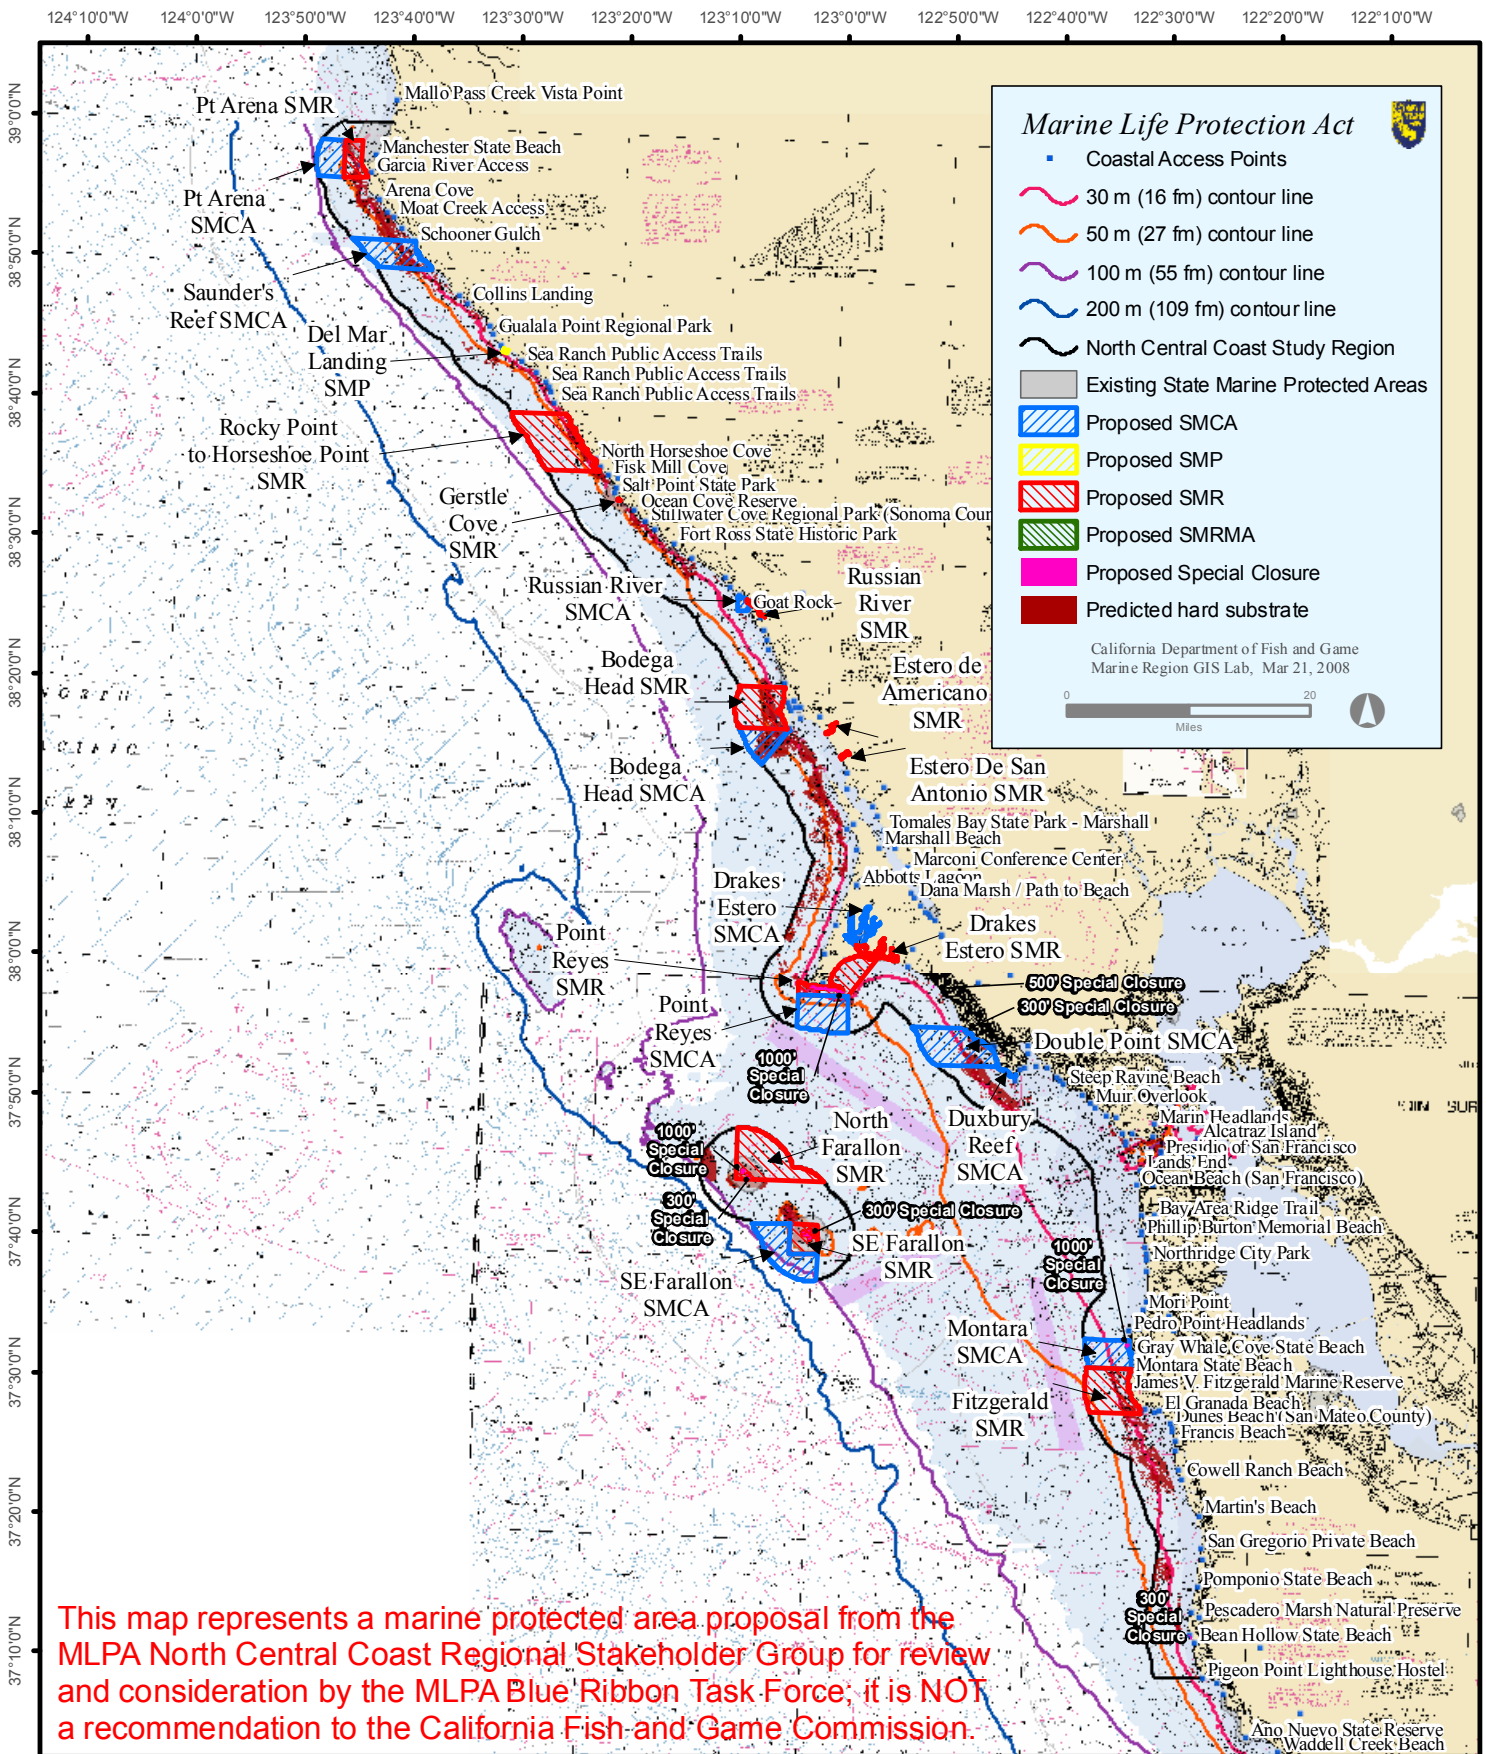 124°10'0"W 124°0'0"W 123°50'0"W 123°40'0"W 123°30'0"W 123°20'0"W 123°10'0"W 123°0'0"W 122°50'0"W 122°40'0"W 122°30'0"W 122°20'0"W 122°10'0"W
39°0'0"N
38°50'0"N
38°40'0"N
38°30'0"N
38°20'0"N
38°10'0"N
38°0'0"N
37°50'0"N
37°40'0"N
37°30'0"N
37°20'0"N
37°10'0"N
Marine Life Protection Act
Coastal Access Points
30 m (16 fm) contour line
50 m (27 fm) contour line
100 m (55 fm) contour line
200 m (109 fm) contour line
North Central Coast Study Region
Existing State Marine Protected Areas
Proposed SMCA
Proposed SMP
Proposed SMR
Proposed SMRMA
Proposed Special Closure
Predicted hard substrate
California Department of Fish and Game
Marine Region GIS Lab, Mar 21, 2008
0 20
Miles
Mallo Pass Creek Vista Point
Pt Arena SMR
Manchester State Beach
Garcia River Access
Pt Arena
SMCA
Arena Cove
Moat Creek Access
Schooner Gulch
Saunder's
Reef SMCA
Collins Landing
Gualala Point Regional Park
Del Mar
Landing
SMP
Sea Ranch Public Access Trails
Sea Ranch Public Access Trails
Sea Ranch Public Access Trails
Rocky Point
to Horseshoe Point
SMR
North Horseshoe Cove
Fisk Mill Cove
Salt Point State Park
Ocean Cove Reserve
Stillwater Cove Regional Park (Sonoma Coun
Fort Ross State Historic Park
Gerstle
Cove
SMR
Russian River
SMCA
Goat Rock
Russian
River
SMR
Bodega
Head SMR
Estero de
Americano
SMR
Bodega
Head SMCA
Estero De San
Antonio SMR
Tomales Bay State Park - Marshall
Marshall Beach
Marconi Conference Center
Abbotts Lagoon
Dana Marsh / Path to Beach
Drakes
Estero
SMCA
Drakes
Estero SMR
Point
Reyes
SMR
500' Special Closure
300' Special Closure
Point
Reyes
SMCA
Double Point SMCA
1000'
Special
Closure
Steep Ravine Beach
Muir Overlook
Duxbury
Reef
SMCA
Marin Headlands
Alcatraz Island
Presidio of San Francisco
Lands End
Ocean Beach (San Francisco)
North
Farallon
SMR
1000'
Special
Closure
300'
Special
Closure
300' Special Closure
SE Farallon
SMR
SE Farallon
SMCA
Bay Area Ridge Trail
Phillip Burton Memorial Beach
Northridge City Park
1000'
Special
Closure
Mori Point
Pedro Point Headlands
Montara
SMCA
Gray Whale Cove State Beach
Montara State Beach
James V. Fitzgerald Marine Reserve
Fitzgerald
SMR
El Granada Beach
Dunes Beach (San Mateo County)
Francis Beach
Cowell Ranch Beach
Martin's Beach
San Gregorio Private Beach
Pomponio State Beach
300'
Special
Closure
Pescadero Marsh Natural Preserve
Bean Hollow State Beach
Pigeon Point Lighthouse Hostel
Ano Nuevo State Reserve
Waddell Creek Beach
This map represents a marine protected area proposal from the
MLPA North Central Coast Regional Stakeholder Group for review
and consideration by the MLPA Blue Ribbon Task Force; it is NOT
a recommendation to the California Fish and Game Commission.